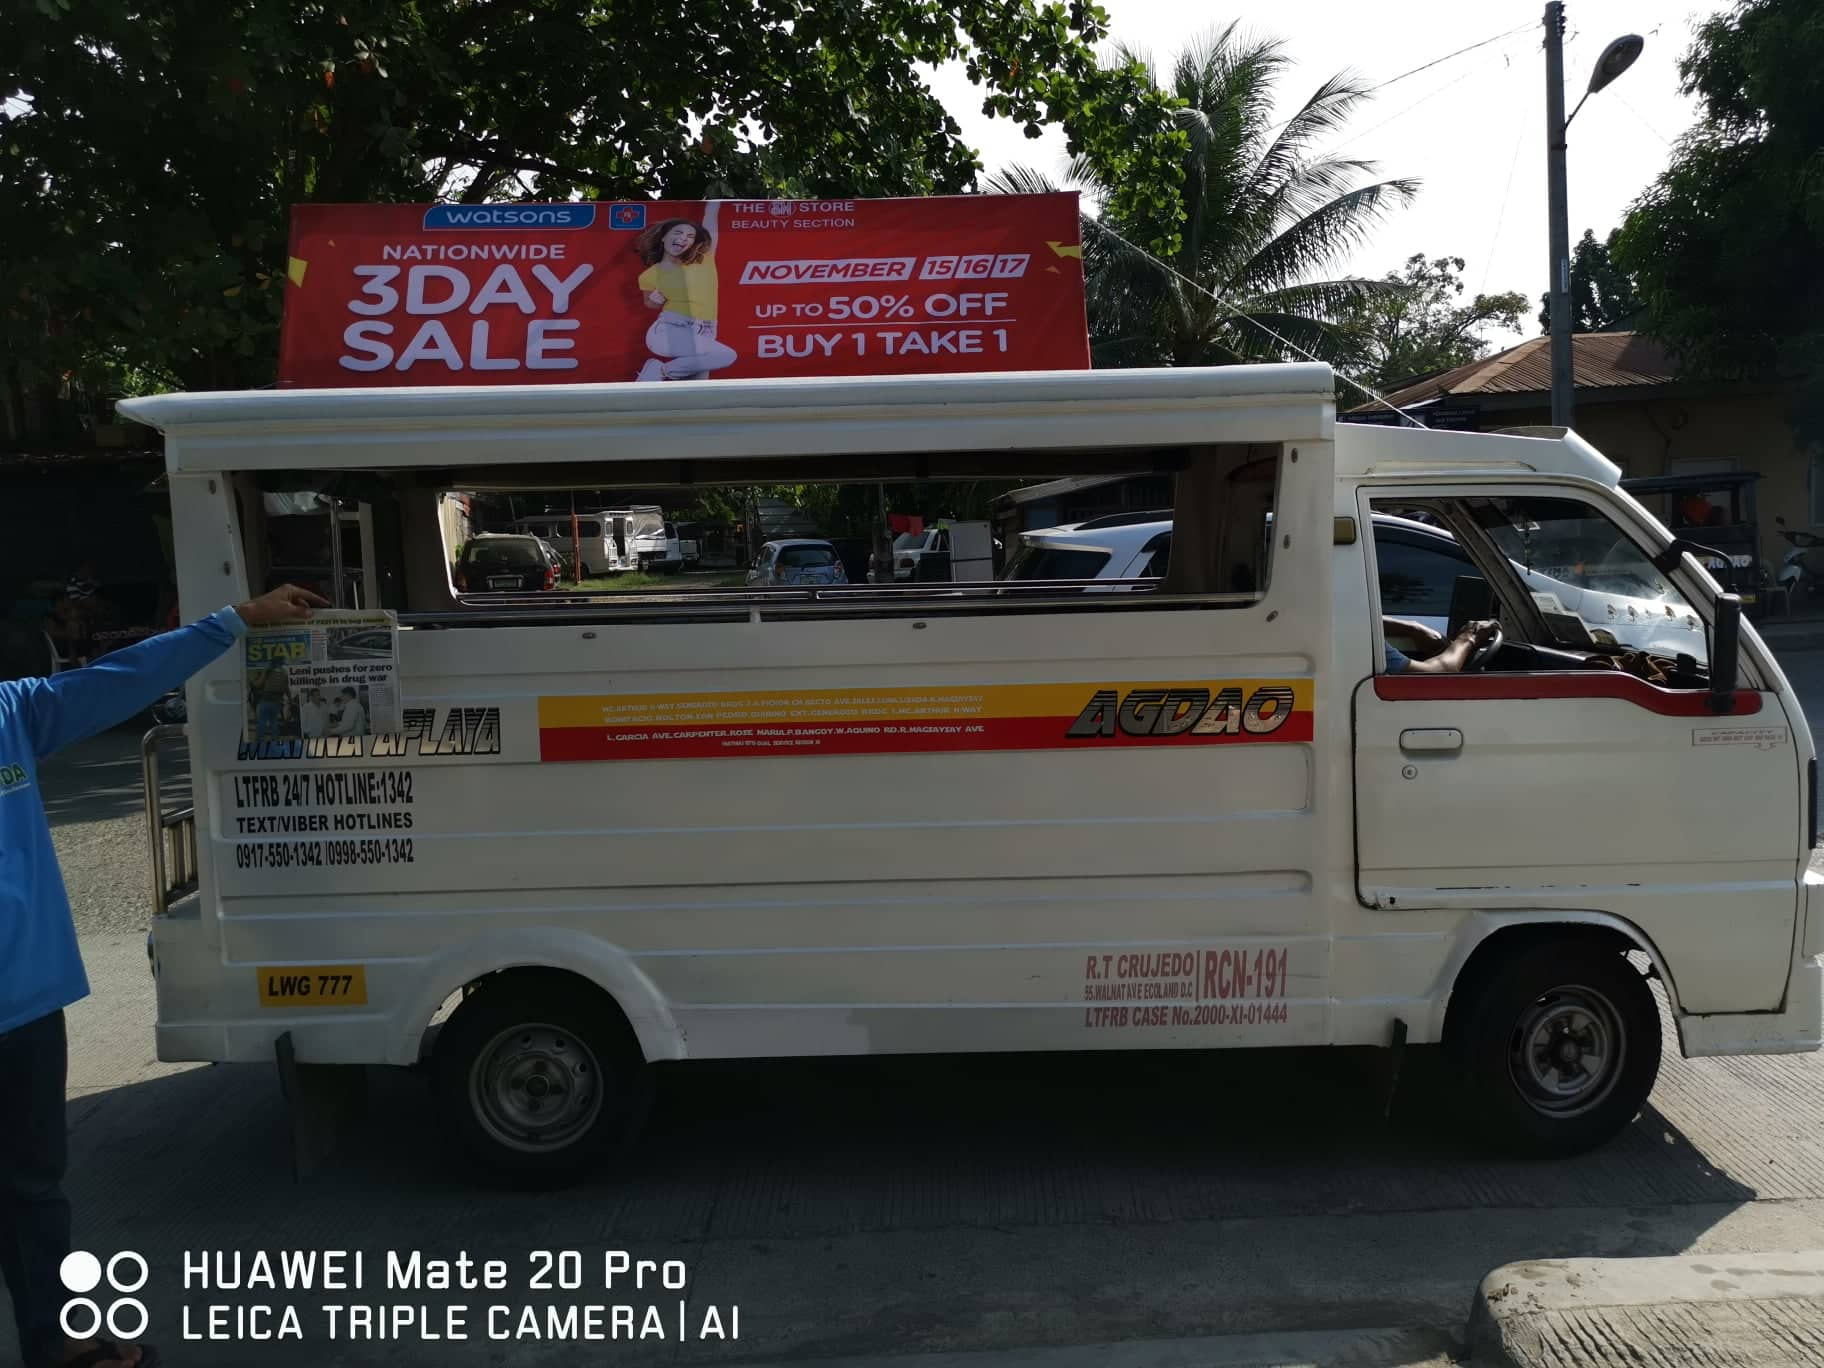 watsons
THE SM STORE
BEAUTY SECTION
NATIONWIDE
3DAY
SALE
NOVEMBER 15 16 17
UP TO 50% OFF
BUY 1 TAKE 1
STAR
Leni pushes for zero
killings in drug war
MATINA APLAYA
L. GARCIA AVE. CARPENTER. ROSE MARIA. P. BANGOY. W. AQUINO RD. R. MAGSAYSAY AVE
AGDAO
CAPACITY
LTFRB 24/7 HOTLINE:1342
TEXT/VIBER HOTLINES
0917-550-1342 |0998-550-1342
LWG 777
R.T CRUJEDO
55.WALNAT AVE ECOLAND D.C
RCN-191
LTFRB CASE No.2000-XI-01444
DA
HUAWEI Mate 20 Pro
LEICA TRIPLE CAMERA | AI